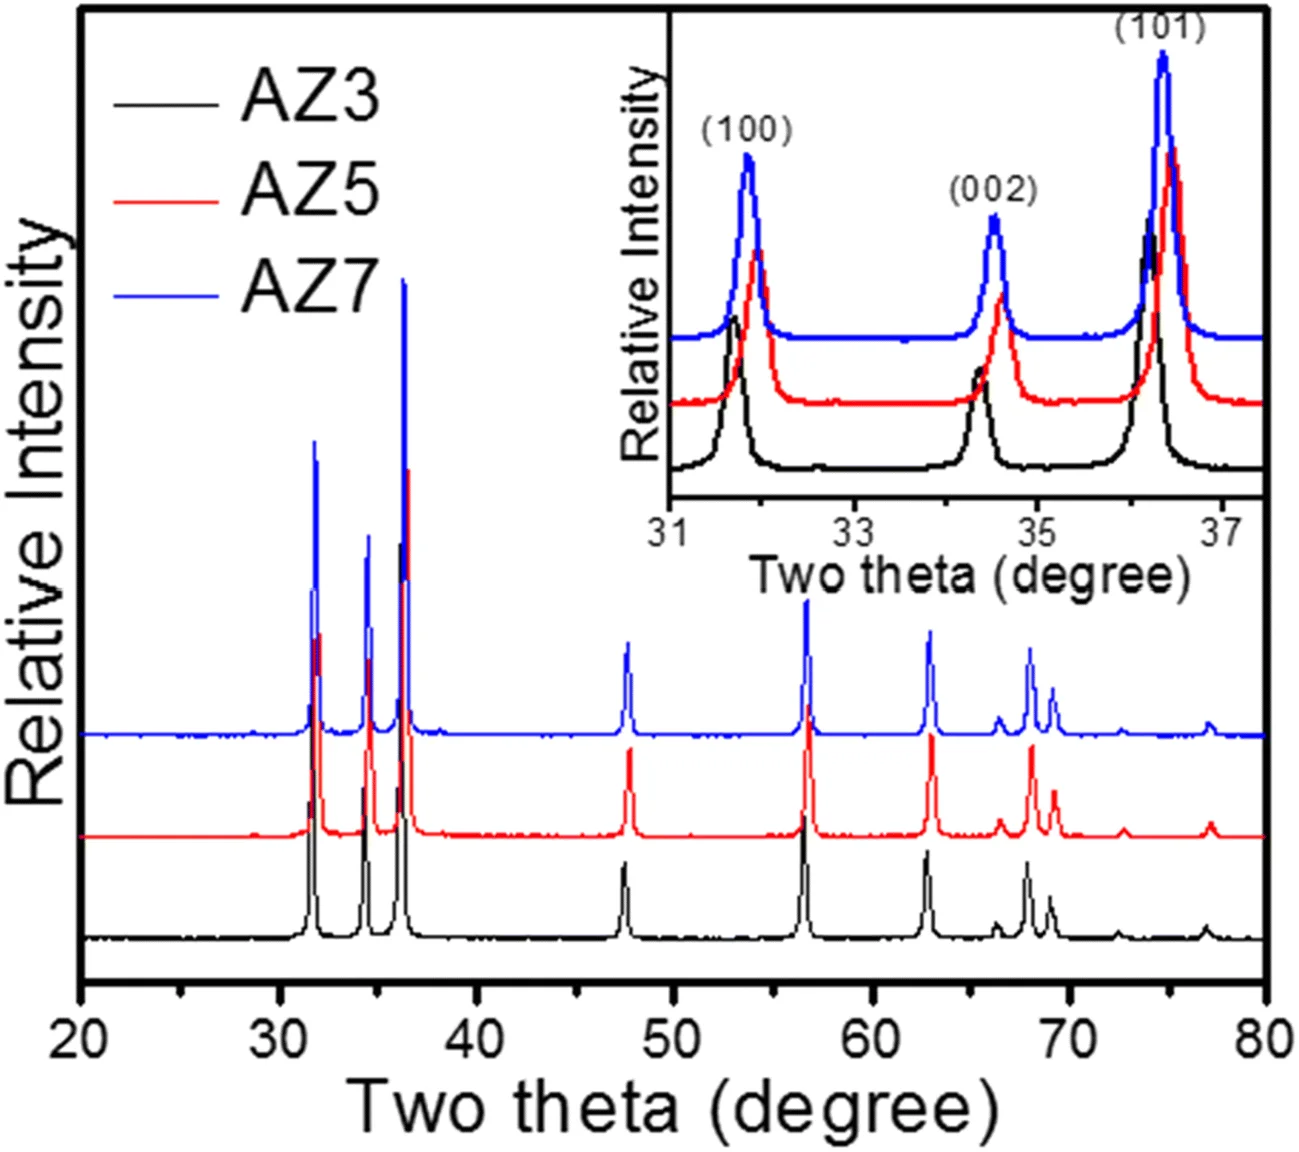 AZ3
AZ5
AZ7
Relative Intensity
20 30 40 50 60 70 80
Two theta (degree)
(100)
(002)
(101)
Relative Intensity
31 33 35 37
Two theta (degree)